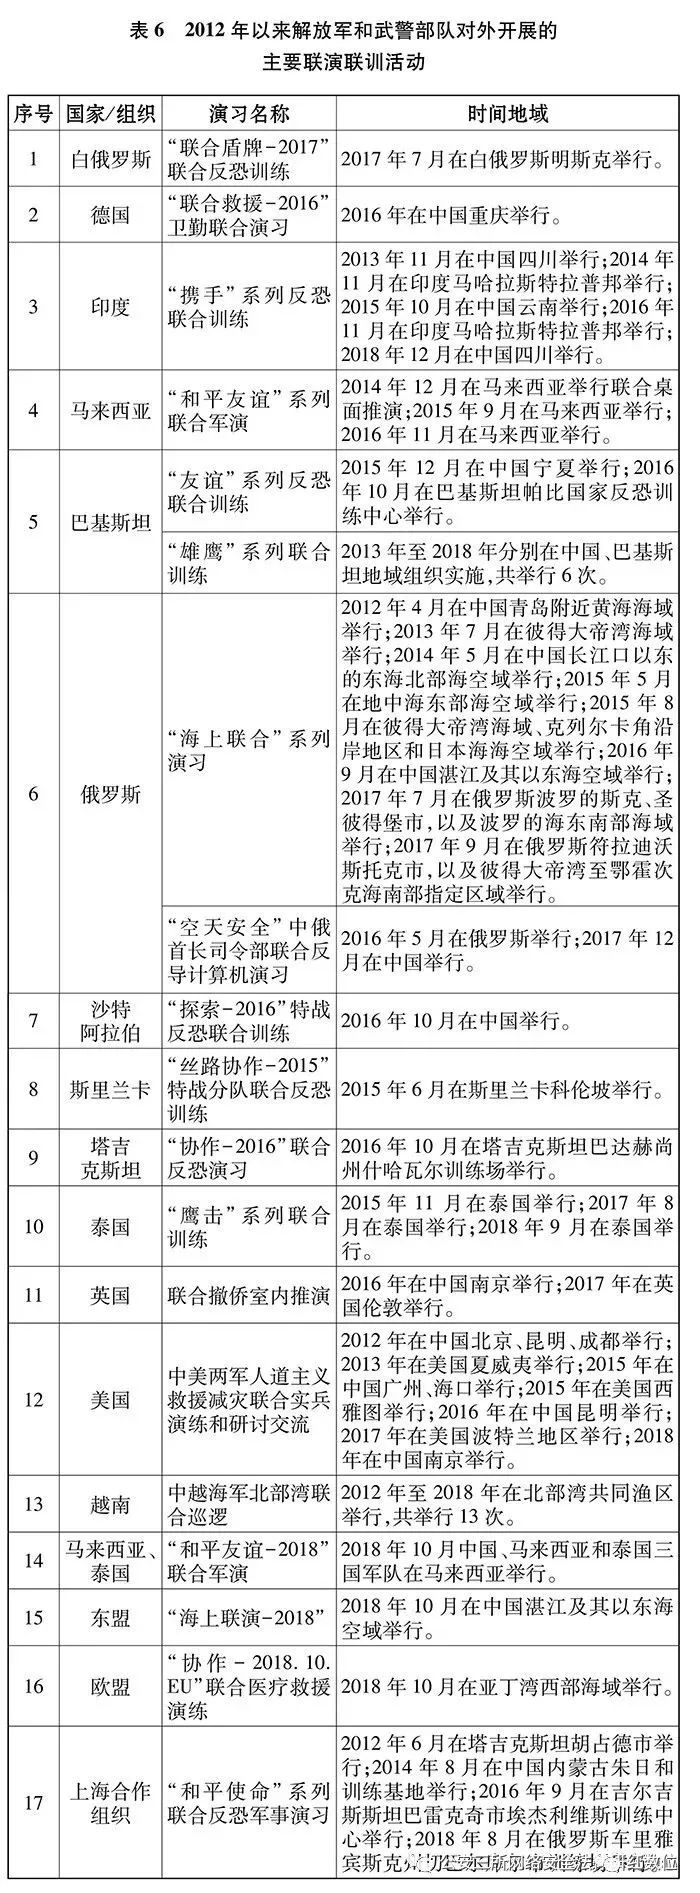 表 6 2012 年以来解放军和武警部队对外开展的
主要联演联训活动
序号 国家/组织 演习名称 时间地域
1 白俄罗斯 “联合盾牌-2017” 2017 年 7 月在白俄罗斯明斯克举行。
联合反恐训练
2 德国 “联合救援-2016” 2016 年在中国重庆举行。
卫勤联合演习
3 印度 “携手”系列反恐
联合训练
2013 年 11 月在中国四川举行;2014 年
11 月在印度马哈拉斯特拉普邦举行;
2015 年 10 月在中国云南举行;2016 年
11 月在印度马哈拉斯特拉普邦举行;
2018 年 12 月在中国四川举行。
4 马来西亚 “和平友谊”系列
联合军演
2014 年 12 月在马来西亚举行联合桌
面推演;2015 年 9 月在马来西亚举行;
2016 年 11 月在马来西亚举行。
5 巴基斯坦 “友谊”系列反恐
联合训练
2015 年 12 月在中国宁夏举行;2016
年 10 月在巴基斯坦帕比国家反恐训
练中心举行。
“雄鹰”系列联合
训练
2013 年至 2018 年分别在中国、巴基斯
坦地域组织实施,共举行 6 次。
6 俄罗斯 “海上联合”系列
演习
2012 年 4 月在中国青岛附近黄海海域
举行;2013 年 7 月在彼得大帝湾海域
举行;2014 年 5 月在中国长江口以东
的东海北部海空域举行;2015 年 5 月
在地中海东部海空域举行;2015 年 8
月在彼得大帝湾海域、克列尔卡角沿
岸地区和日本海海空域举行;2016 年
9 月在中国湛江及其以东海空域举行;
2017 年 7 月在俄罗斯波罗的斯克、圣
彼得堡市,以及波罗的海东南部海域
举行;2017 年 9 月在俄罗斯符拉迪沃
斯托克市,以及彼得大帝湾至鄂霍次
克海南部指定区域举行。
“空天安全”中俄
首长司令部联合反
导计算机演习
2016 年 5 月在俄罗斯举行;2017 年 12
月在中国举行。
7 沙特
阿拉伯
“探索-2016”特战
反恐联合训练
2016 年 10 月在中国举行。
8 斯里兰卡 “丝路协作-2015”
特战分队联合反恐
训练
2015 年 6 月在斯里兰卡科伦坡举行。
9 塔吉
克斯坦
“协作-2016”联合
反恐演习
2016 年 10 月在塔吉克斯坦巴达赫尚
州什哈瓦尔训练场举行。
10 泰国 “鹰击”系列联合
训练
2015 年 11 月在泰国举行;2017 年 8
月在泰国举行;2018 年 9 月在泰国举
行。
11 英国 联合撤侨室内推演 2016 年在中国南京举行;2017 年在英
国伦敦举行。
12 美国 中美两军人道主义
救援减灾联合实兵
演练和研讨交流
2012 年在中国北京、昆明、成都举行;
2013 年在美国夏威夷举行;2015 年在
中国广州、海口举行;2015 年在美国西
雅图举行;2016 年在中国昆明举行;
2017 年在美国波特兰地区举行;2018
年在中国南京举行。
13 越南 中越海军北部湾联
合巡逻
2012 年至 2018 年在北部湾共同渔区
举行,共举行 13 次。
14 马来西亚、
泰国
“和平友谊-2018”
联合军演
2018 年 10 月中国、马来西亚和泰国三
国军队在马来西亚举行。
15 东盟 “海上联演-2018” 2018 年 10 月在中国湛江及其以东海
空域举行。
16 欧盟 “协作-2018.10.
EU”联合医疗救援
演练
2018 年 10 月在亚丁湾西部海域举行。
17 上海合作
组织
“和平使命”系列
联合反恐军事演习
2012 年 6 月在塔吉克斯坦胡占德市举
行;2014 年 8 月在中国内蒙古朱日和
训练基地举行;2016 年 9 月在吉尔吉
斯斯坦巴雷克奇市埃杰利维斯训练中
心举行;2018 年 8 月在俄罗斯车里雅
宾斯克州切巴